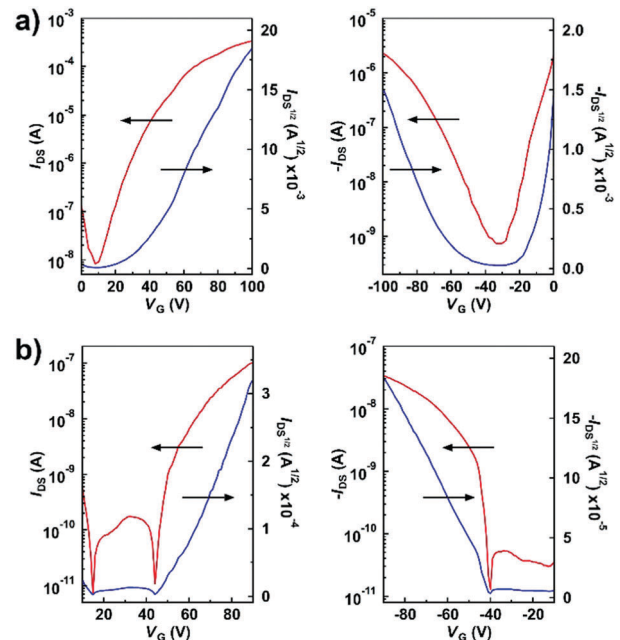 a)
10⁻³
10⁻⁴
10⁻⁵
10⁻⁶
10⁻⁷
10⁻⁸
I_DS (A)
0 20 40 60 80 100
V_G (V)
20
15
10
5
0
I_DS^1/2 (A^1/2) x10⁻³
10⁻⁵
10⁻⁶
10⁻⁷
10⁻⁸
10⁻⁹
-I_DS (A)
-100 -80 -60 -40 -20 0
V_G (V)
2.0
1.5
1.0
0.5
0.0
-I_DS^1/2 (A^1/2) x10⁻³
b)
10⁻⁷
10⁻⁸
10⁻⁹
10⁻¹⁰
10⁻¹¹
I_DS (A)
20 40 60 80
V_G (V)
3
2
1
0
I_DS^1/2 (A^1/2) x10⁻⁴
10⁻⁷
10⁻⁸
10⁻⁹
10⁻¹⁰
10⁻¹¹
-I_DS (A)
-80 -60 -40 -20
V_G (V)
20
15
10
5
0
-I_DS^1/2 (A^1/2) x10⁻⁵